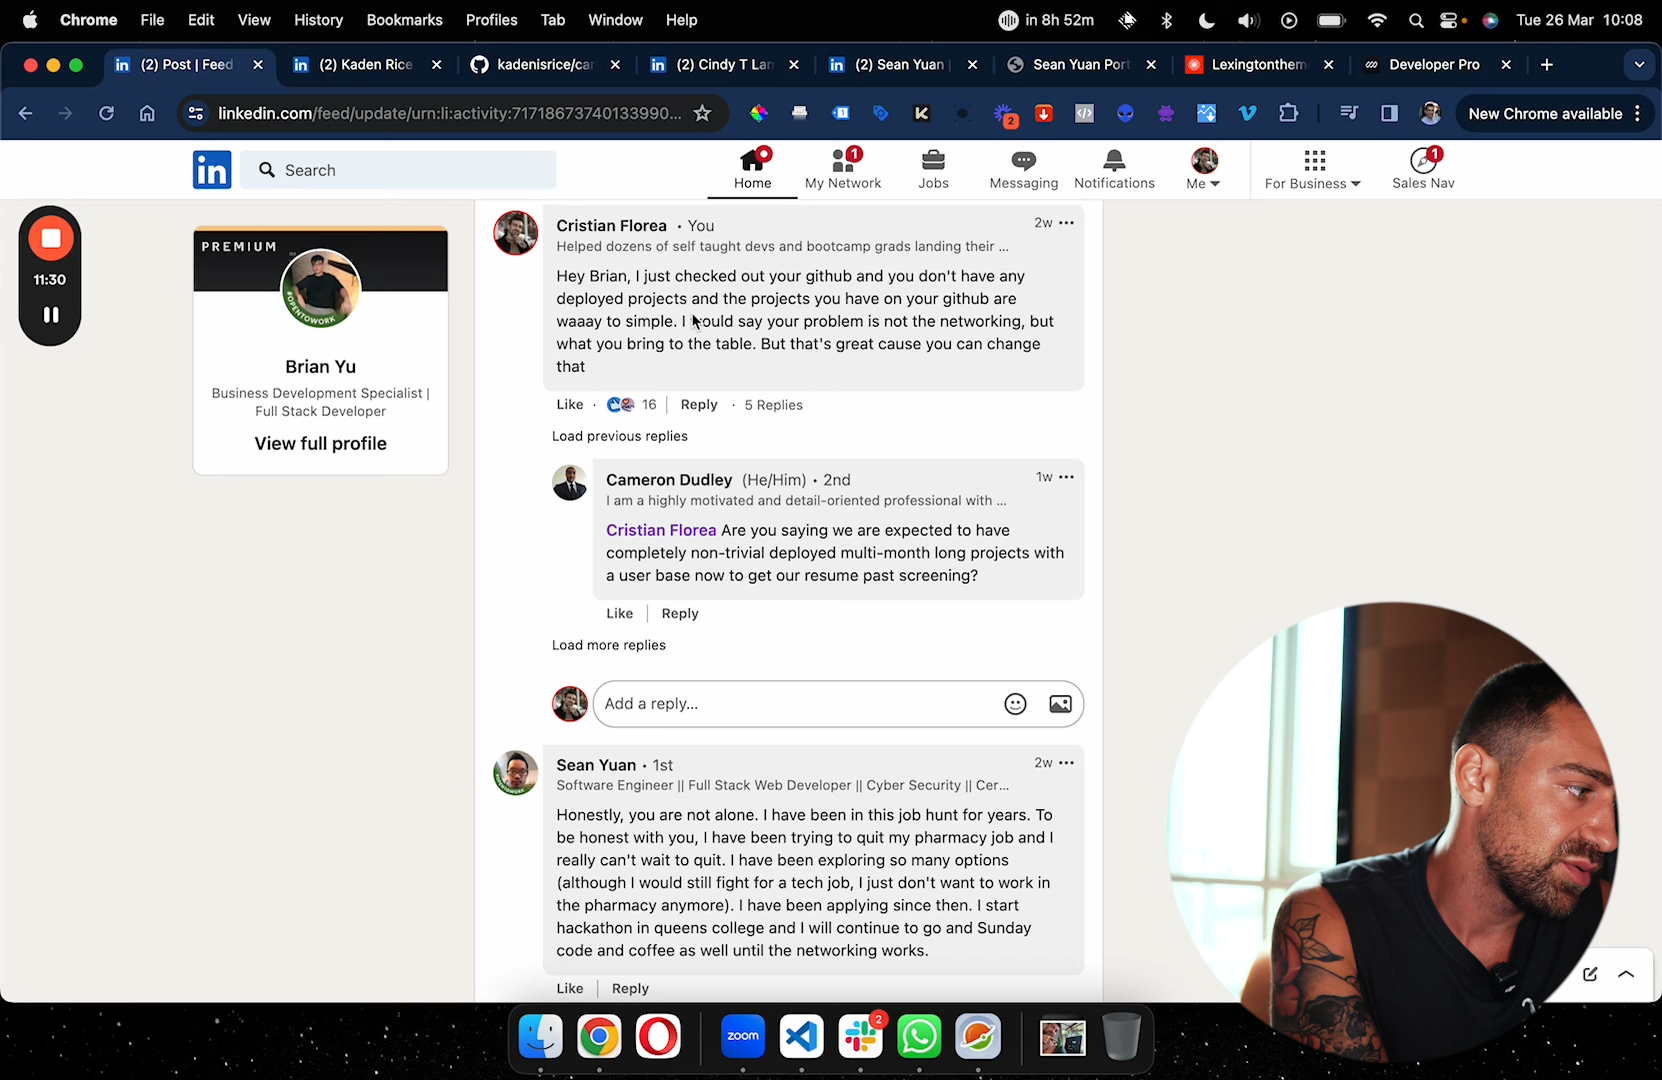 Chrome File Edit View History Bookmarks Profiles Tab Window Help in 8h 52m Tue 26 Mar 10:08
(2) Post | Feed (2) Kaden Rice kadenisrice/car (2) Cindy T Lam (2) Sean Yuan | Sean Yuan Port Lexingtonthem Developer Pro
linkedin.com/feed/update/urn:li:activity:71718673740133990... 2 New Chrome available
in Search Home 1 My Network Jobs Messaging Notifications Me For Business 1 Sales Nav
11:30
PREMIUM
#OPENTOWORK
Brian Yu
Business Development Specialist |
Full Stack Developer
View full profile
Cristian Florea • You 2w
Helped dozens of self taught devs and bootcamp grads landing their ...
Hey Brian, I just checked out your github and you don't have any
deployed projects and the projects you have on your github are
waaay to simple. I would say your problem is not the networking, but
what you bring to the table. But that's great cause you can change
that
Like · 16 | Reply · 5 Replies
Load previous replies
Cameron Dudley (He/Him) • 2nd 1w
I am a highly motivated and detail-oriented professional with ...
Cristian Florea Are you saying we are expected to have
completely non-trivial deployed multi-month long projects with
a user base now to get our resume past screening?
Like | Reply
Load more replies
Add a reply...
Sean Yuan • 1st 2w
Software Engineer || Full Stack Web Developer || Cyber Security || Cer...
Honestly, you are not alone. I have been in this job hunt for years. To
be honest with you, I have been trying to quit my pharmacy job and I
really can't wait to quit. I have been exploring so many options
(although I would still fight for a tech job, I just don't want to work in
the pharmacy anymore). I have been applying since then. I start
hackathon in queens college and I will continue to go and Sunday
code and coffee as well until the networking works.
Like | Reply
zoom 2